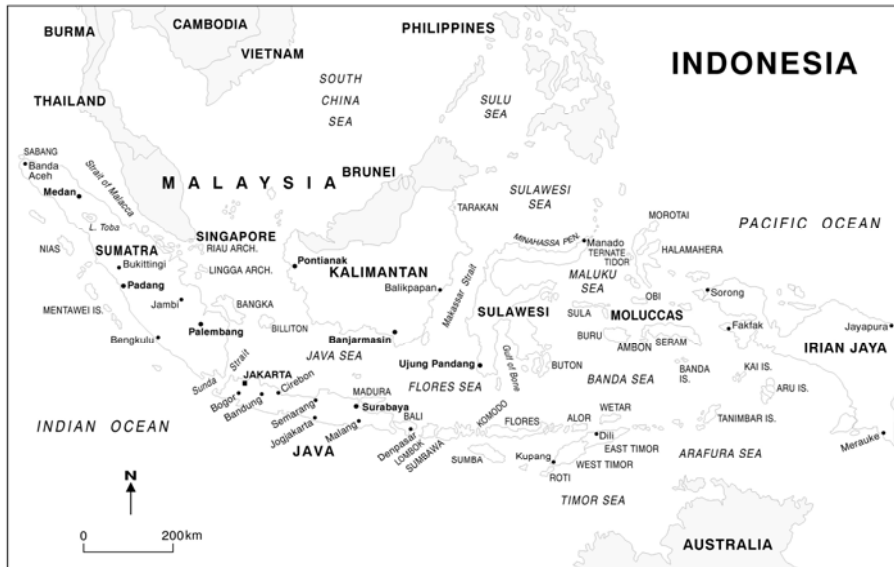 BURMA
CAMBODIA
PHILIPPINES
VIETNAM
INDONESIA
THAILAND
SOUTH
CHINA
SEA
SULU
SEA
SABANG
Banda
Aceh
Strait of Malacca
Medan
MALAYSIA
BRUNEI
SULAWESI
SEA
TARAKAN
MOROTAI
PACIFIC OCEAN
L. Toba
NIAS
SUMATRA
SINGAPORE
RIAU ARCH.
LINGGA ARCH.
Bukittingi
Padang
Pontianak
KALIMANTAN
Balikpapan
Makassar Strait
MINAHASSA PEN.
Manado
TERNATE
TIDOR
HALAMAHERA
MALUKU
SEA
MENTAWEI IS.
Jambi
BANGKA
SULAWESI
SULA
MOLUCCAS
OBI
Sorong
Bengkulu
Palembang
BILLITON
Banjarmasin
BURU
AMBON
SERAM
Fakfak
Jayapura
IRIAN JAYA
Sunda Strait
JAVA SEA
Ujung Pandang
Gulf of Bone
BUTON
BANDA SEA
BANDA
IS.
KAI IS.
ARU IS.
JAKARTA
Cirebon
Bogor
Bandung
Semarang
Jogjakarta
MADURA
Surabaya
Malang
FLORES SEA
BALI
Denpasar
LOMBOK
SUMBAWA
KOMODO
FLORES
ALOR
WETAR
TANIMBAR IS.
INDIAN OCEAN
JAVA
SUMBA
Kupang
ROTI
Dili
EAST TIMOR
WEST TIMOR
ARAFURA SEA
Merauke
TIMOR SEA
N
0
200 km
AUSTRALIA